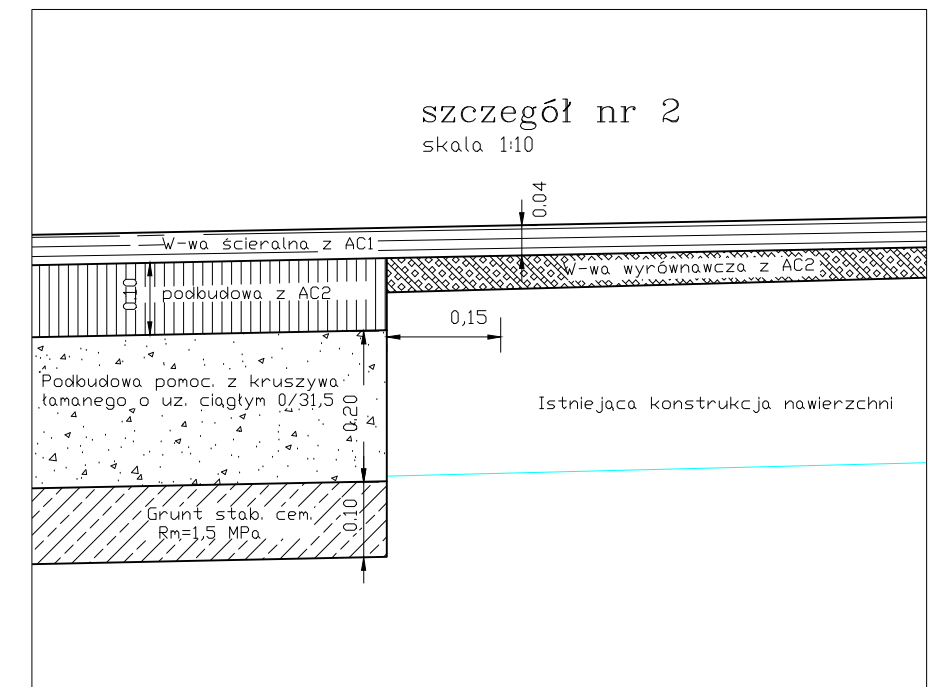 szczegół nr 2
skala 1:10
0.04
W-wa ścieralna z AC1
W-wa wyrównawcza z AC2
0.10
podbudowa z AC2
0,15
Podbudowa pomoc. z kruszywa
łamanego o uz. ciągłym 0/31,5
0.20
Istniejąca konstrukcja nawierzchni
Grunt stab. cem.
Rm=1,5 MPa
0.10